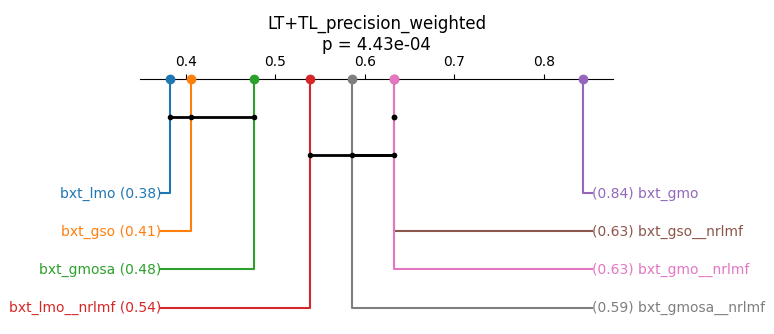 LT+TL_precision_weighted
p = 4.43e-04
0.4 0.5 0.6 0.7 0.8
bxt_lmo (0.38) (0.84) bxt_gmo
bxt_gso (0.41) (0.63) bxt_gso__nrlmf
bxt_gmosa (0.48) (0.63) bxt_gmo__nrlmf
bxt_lmo__nrlmf (0.54) (0.59) bxt_gmosa__nrlmf